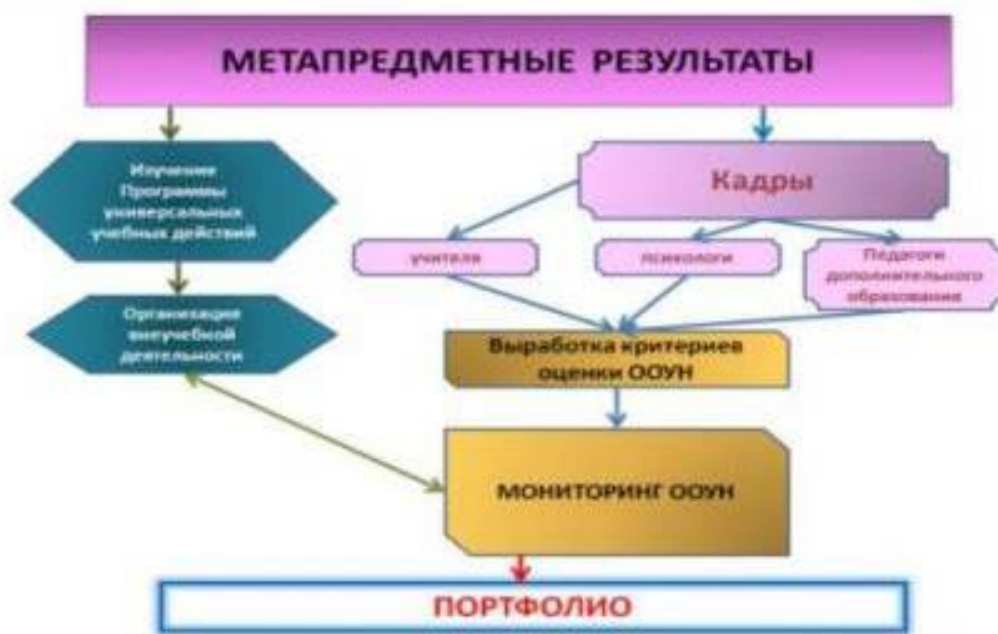 МЕТАПРЕДМЕТНЫЕ РЕЗУЛЬТАТЫ
Изучение
Программы
универсальных
учебных действий
Кадры
учителя
психологи
Педагоги
дополнительного
образования
Организация
внеучебной
деятельности
Выработка критериев
оценки ООУН
МОНИТОРИНГ ООУН
ПОРТФОЛИО